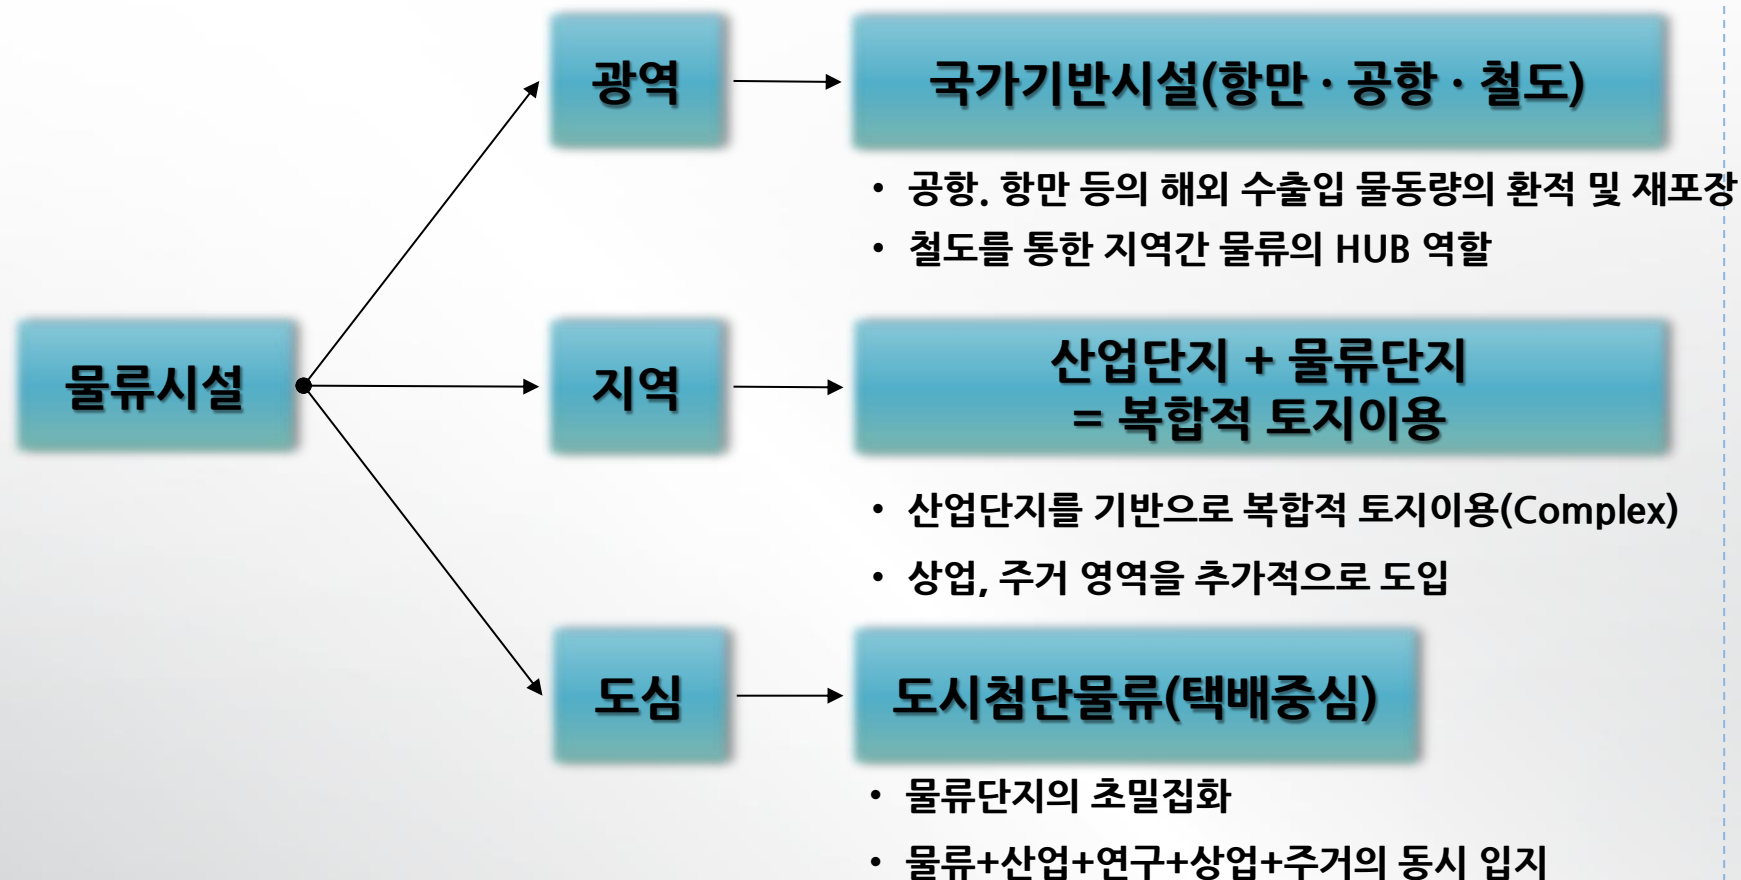 광역
국가기반시설(항만 · 공항 · 철도)
• 공항. 항만 등의 해외 수출입 물동량의 환적 및 재포장
• 철도를 통한 지역간 물류의 HUB 역할
물류시설
지역
산업단지 + 물류단지
= 복합적 토지이용
• 산업단지를 기반으로 복합적 토지이용(Complex)
• 상업, 주거 영역을 추가적으로 도입
도심
도시첨단물류(택배중심)
• 물류단지의 초밀집화
• 물류+산업+연구+상업+주거의 동시 입지